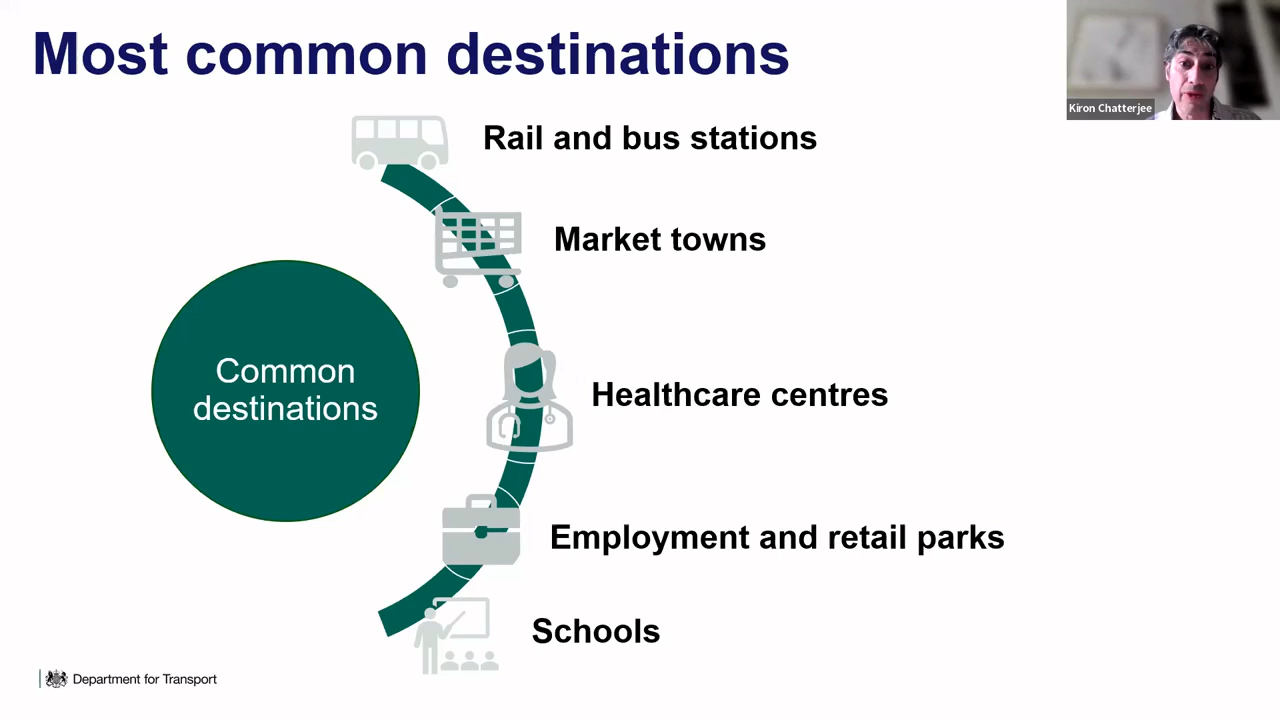 Most common destinations
Kiron Chatterjee
Rail and bus stations
Market towns
Common
destinations
Healthcare centres
Employment and retail parks
Schools
Department for Transport